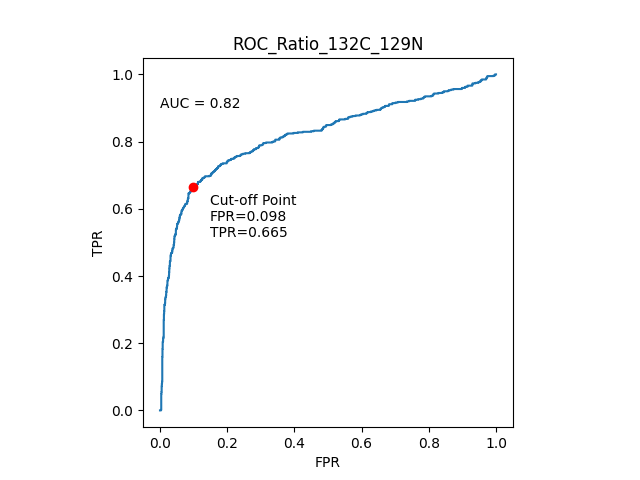 ROC_Ratio_132C_129N
1.0
AUC = 0.82
0.8
Cut-off Point
0.6
FPR=0.098
TPR=0.665
TPR
0.4
0.2
0.0
0.0 0.2 0.4 0.6 0.8 1.0
FPR